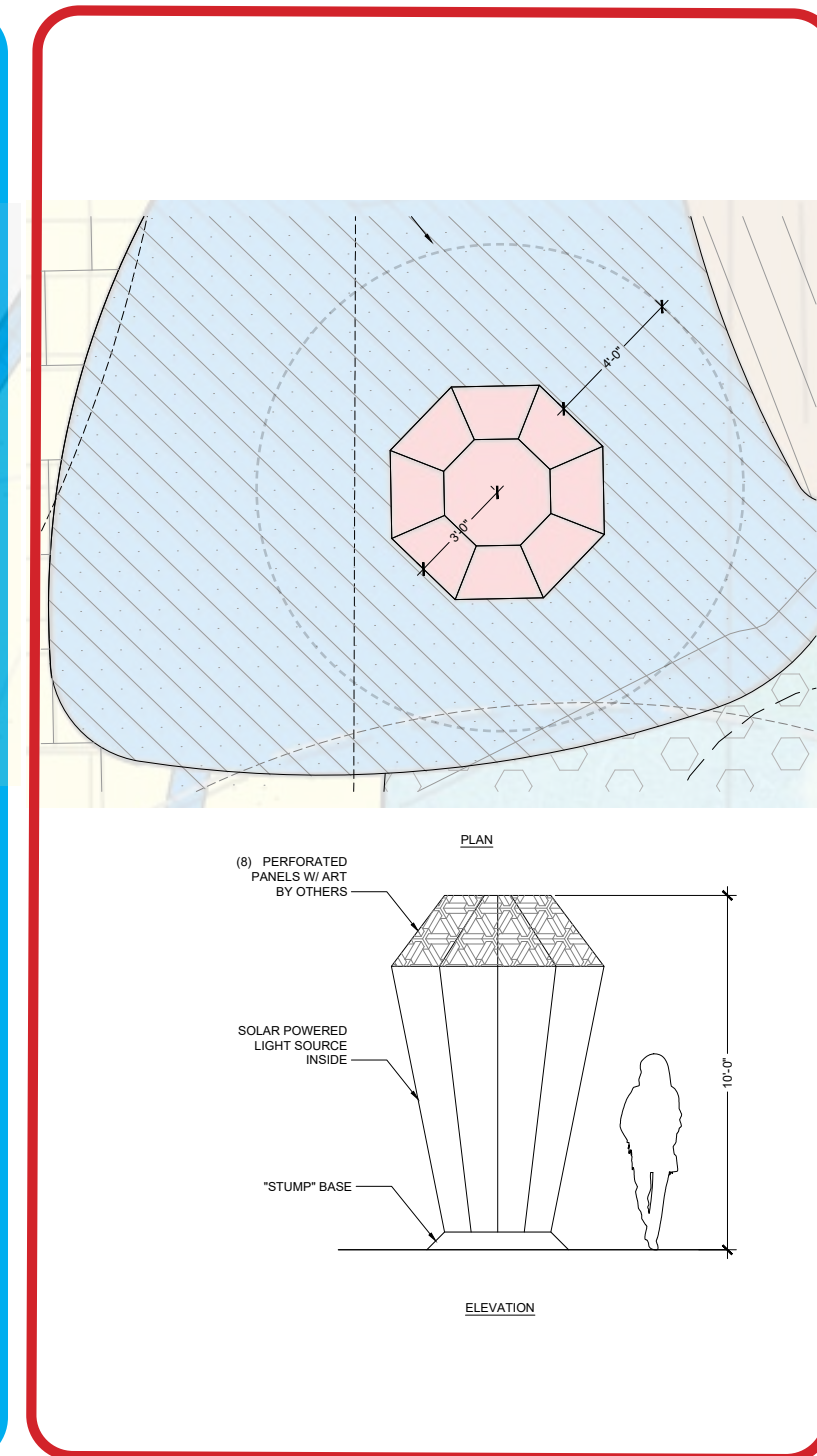 4'-0"
3'-0"
PLAN
(8) PERFORATED
PANELS W/ ART
BY OTHERS
SOLAR POWERED
LIGHT SOURCE
INSIDE
10'-0"
"STUMP" BASE
ELEVATION